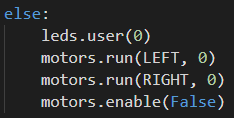 else:
    leds.user(0)
    motors.run(LEFT, 0)
    motors.run(RIGHT, 0)
    motors.enable(False)